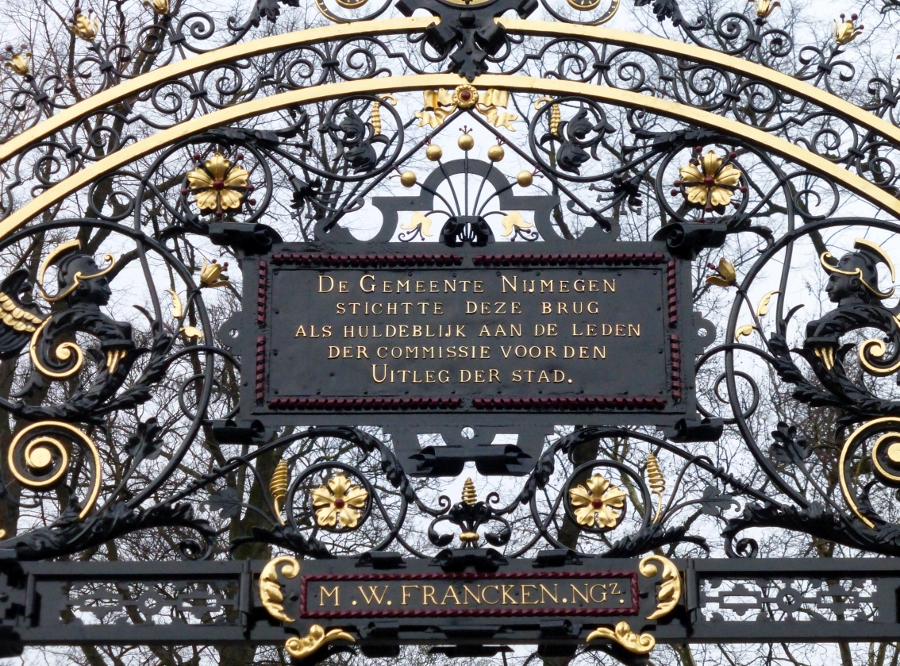 De Gemeente Nijmegen
stichtte deze brug
als huldeblijk aan de leden
der commissie voor den
Uitleg der stad.
M.W. Francken.Ngz.